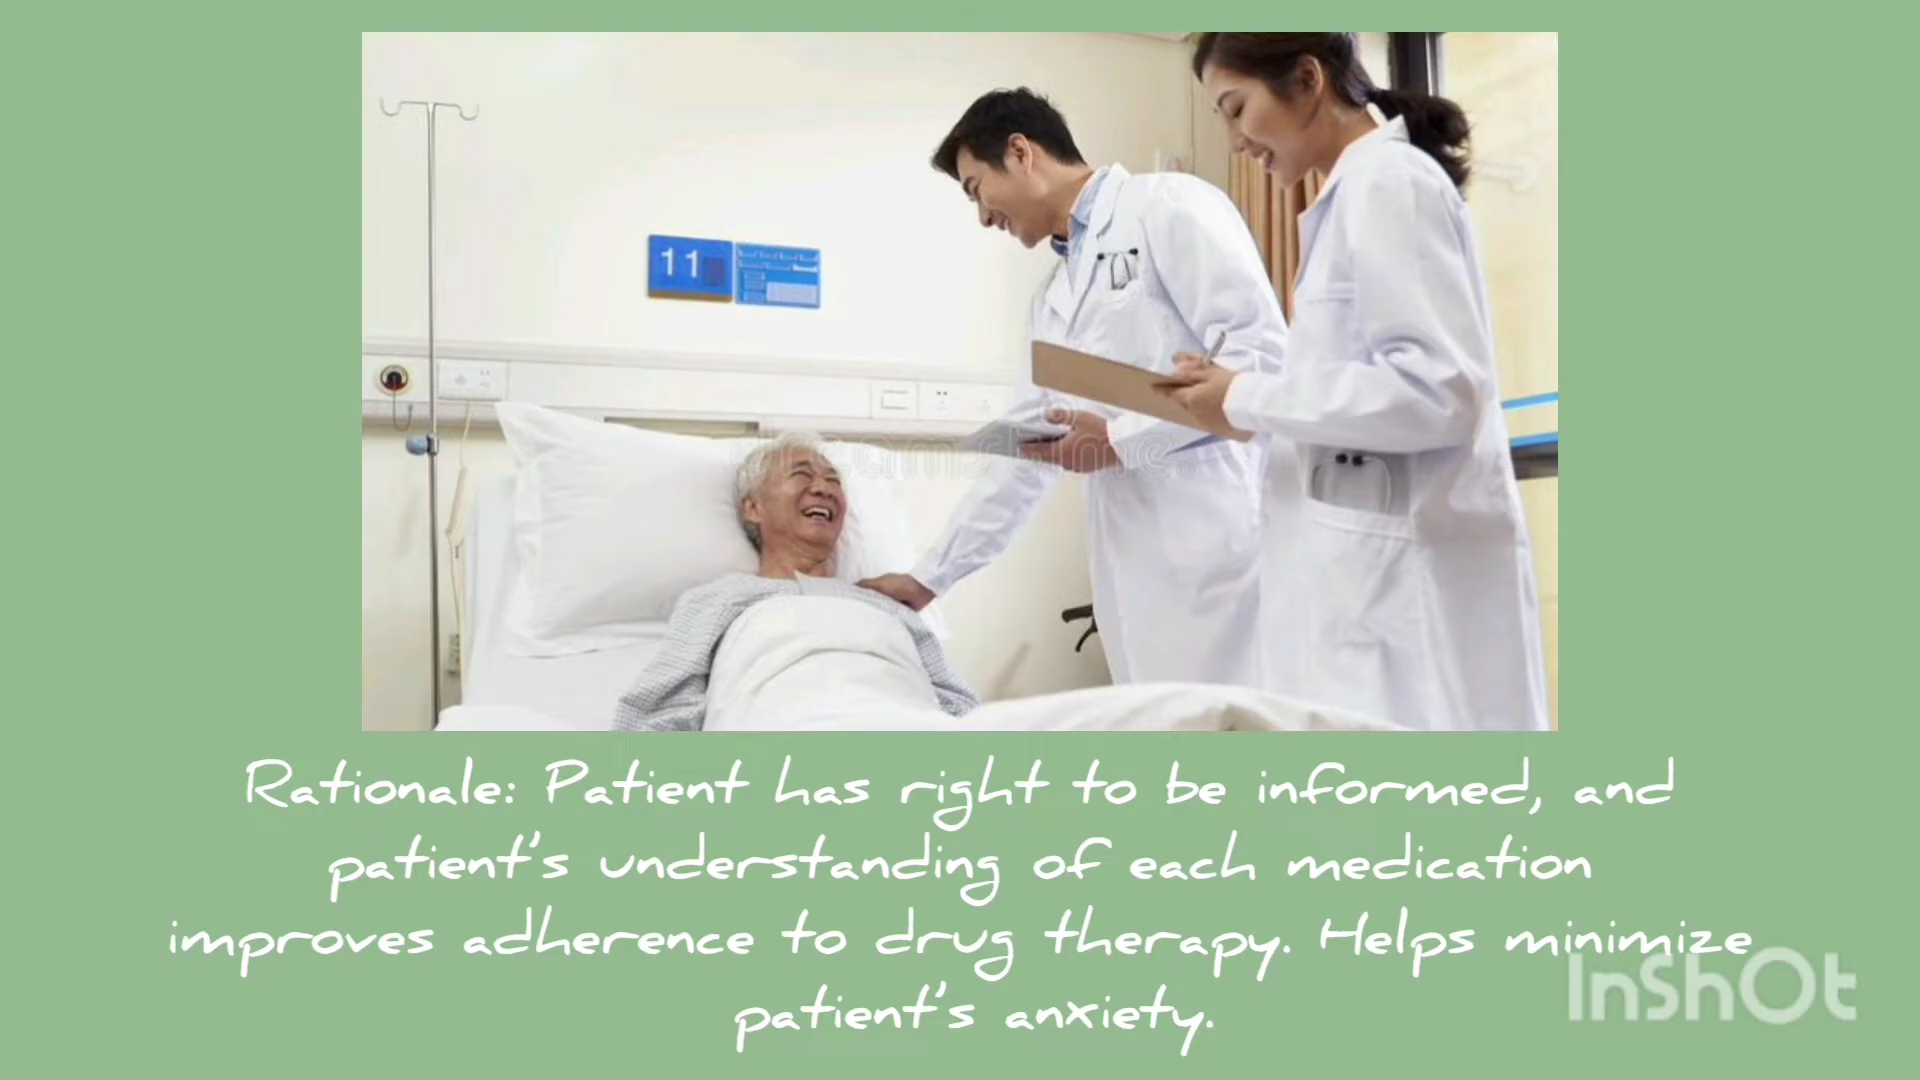 11
dreamstime.
Rationale: Patient has right to be informed, and
patient's understanding of each medication
improves adherence to drug therapy. Helps minimize
patient's anxiety.
InShOt